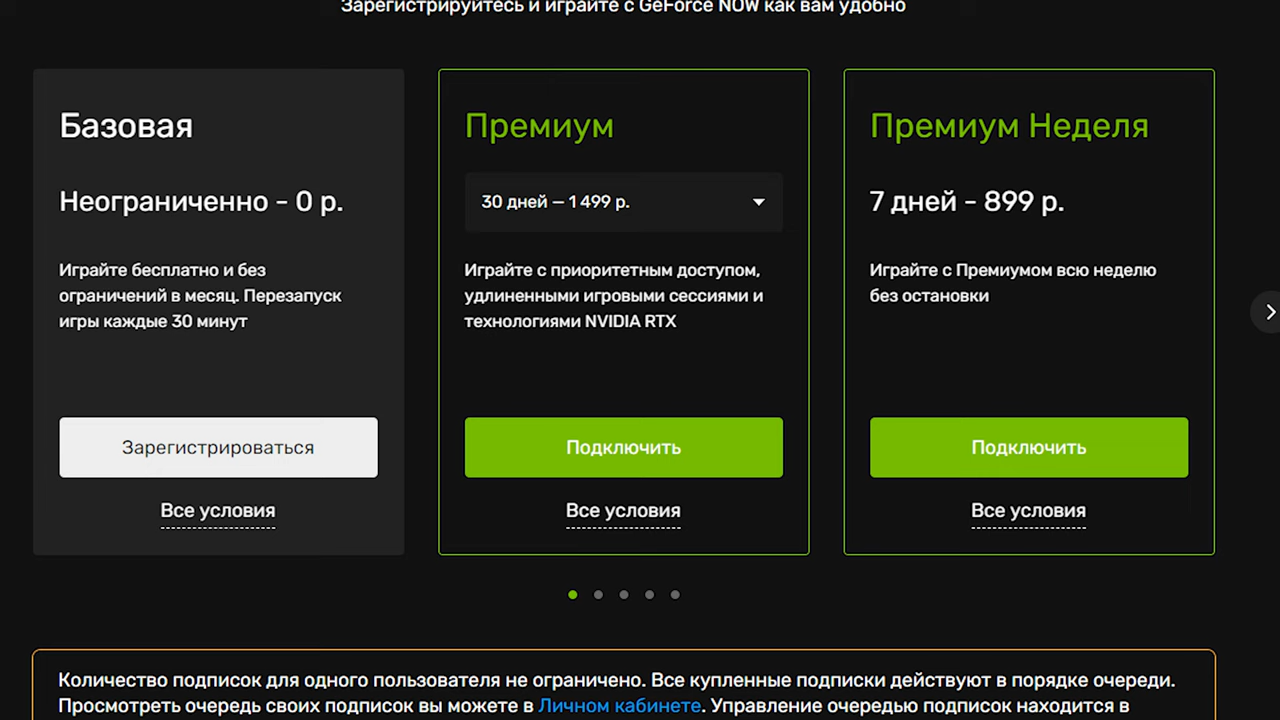 Зарегистрируйтесь и играйте с GeForce NOW как вам удобно
Базовая
Неограниченно - 0 р.
Играйте бесплатно и без
ограничений в месяц. Перезапуск
игры каждые 30 минут
Зарегистрироваться
Все условия
Премиум
30 дней — 1 499 р.
Играйте с приоритетным доступом,
удлиненными игровыми сессиями и
технологиями NVIDIA RTX
Подключить
Все условия
Премиум Неделя
7 дней - 899 р.
Играйте с Премиумом всю неделю
без остановки
Подключить
Все условия
Количество подписок для одного пользователя не ограничено. Все купленные подписки действуют в порядке очереди.
Просмотреть очередь своих подписок вы можете в Личном кабинете. Управление очередью подписок находится в